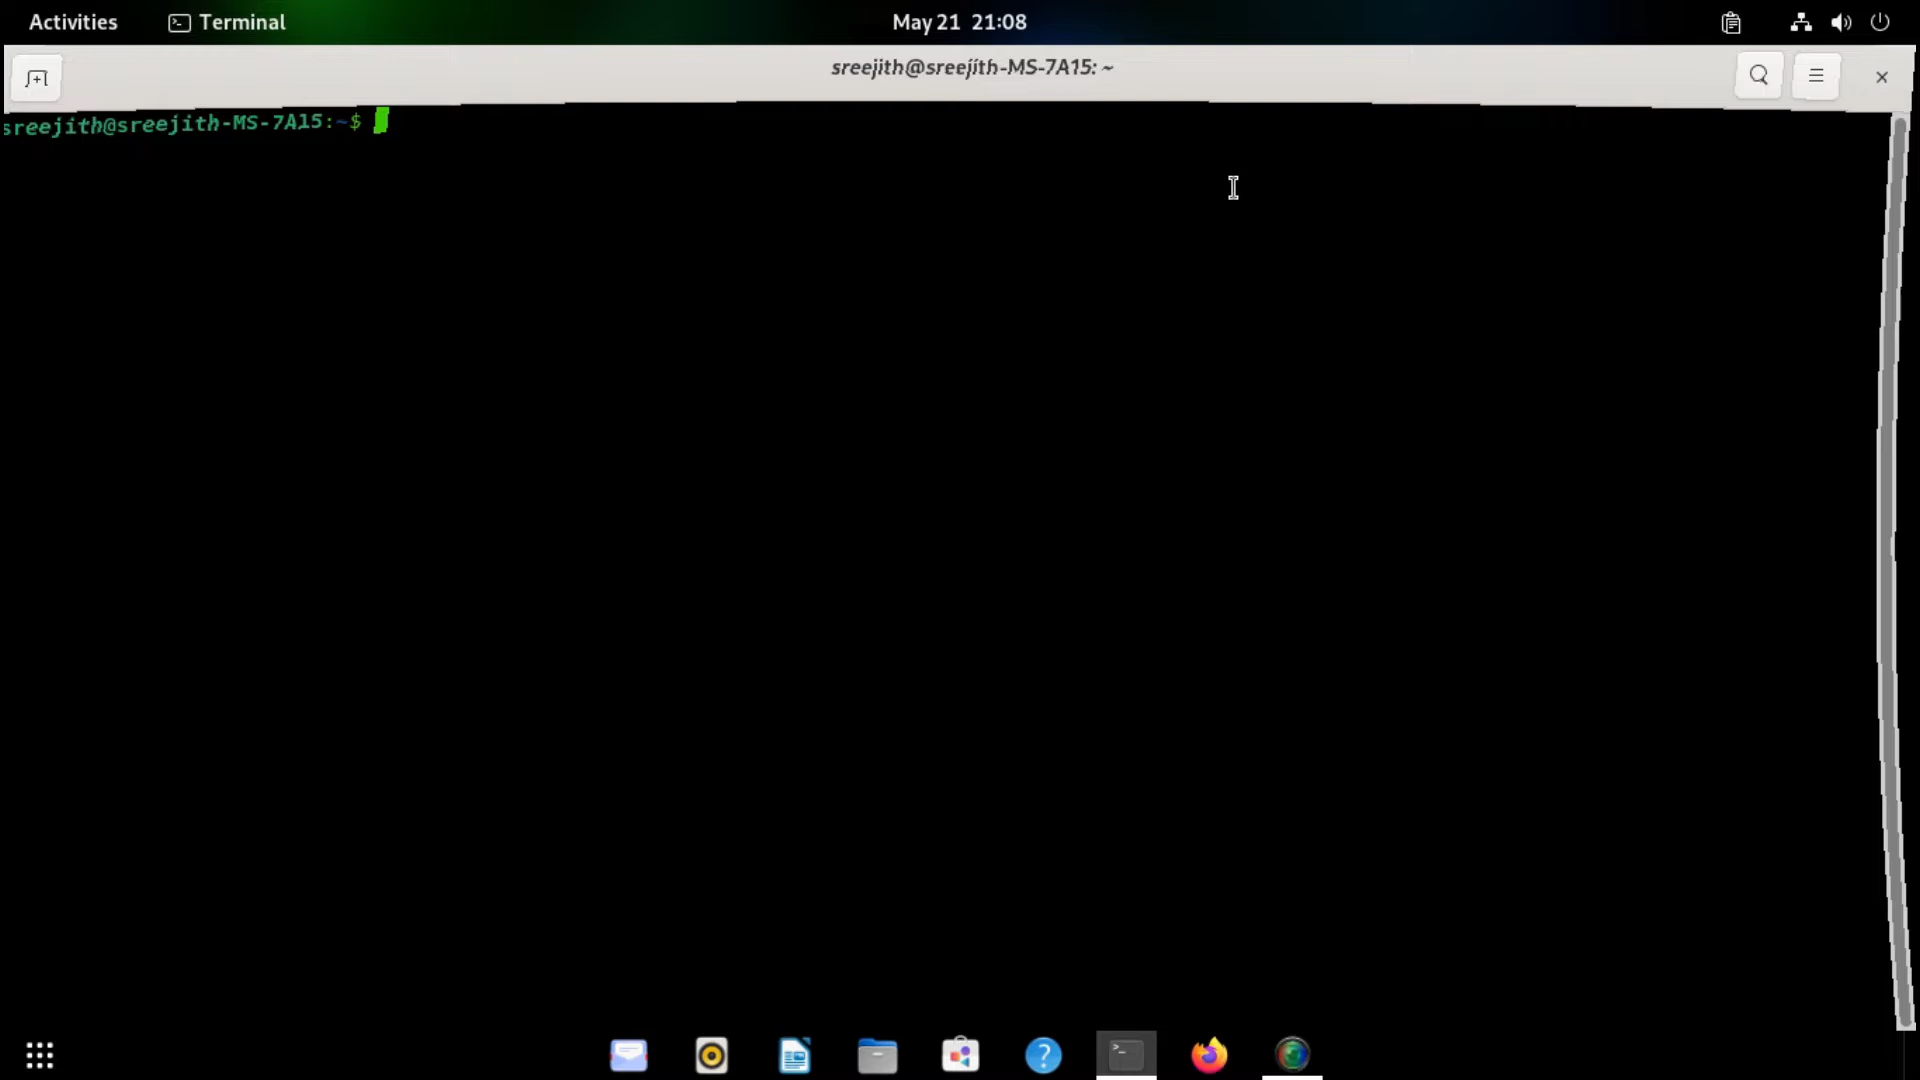 Activities Terminal May 21 21:08
sreejith@sreejith-MS-7A15: ~
sreejith@sreejith-MS-7A15:~$